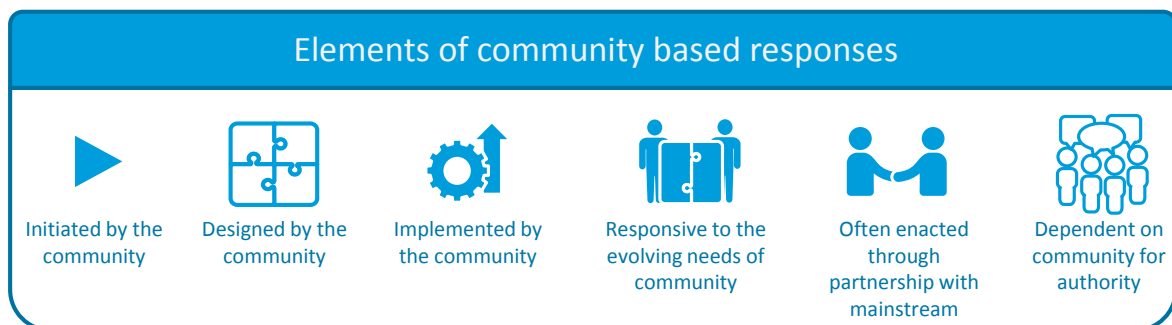 Elements of community based responses
Initiated by the
community
Designed by the
community
Implemented by
the community
Responsive to the
evolving needs of
community
Often enacted
through
partnership with
mainstream
Dependent on
community for
authority